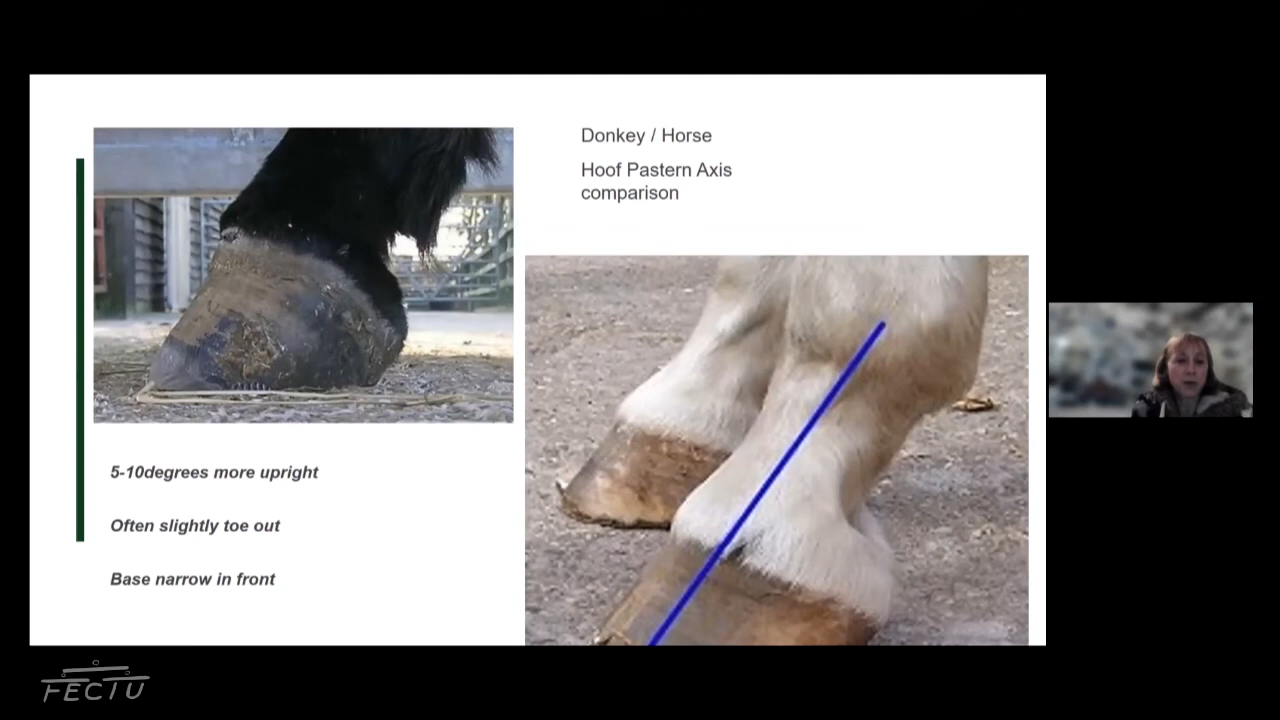 Donkey / Horse
Hoof Pastern Axis
comparison
5-10degrees more upright
Often slightly toe out
Base narrow in front
FECTU